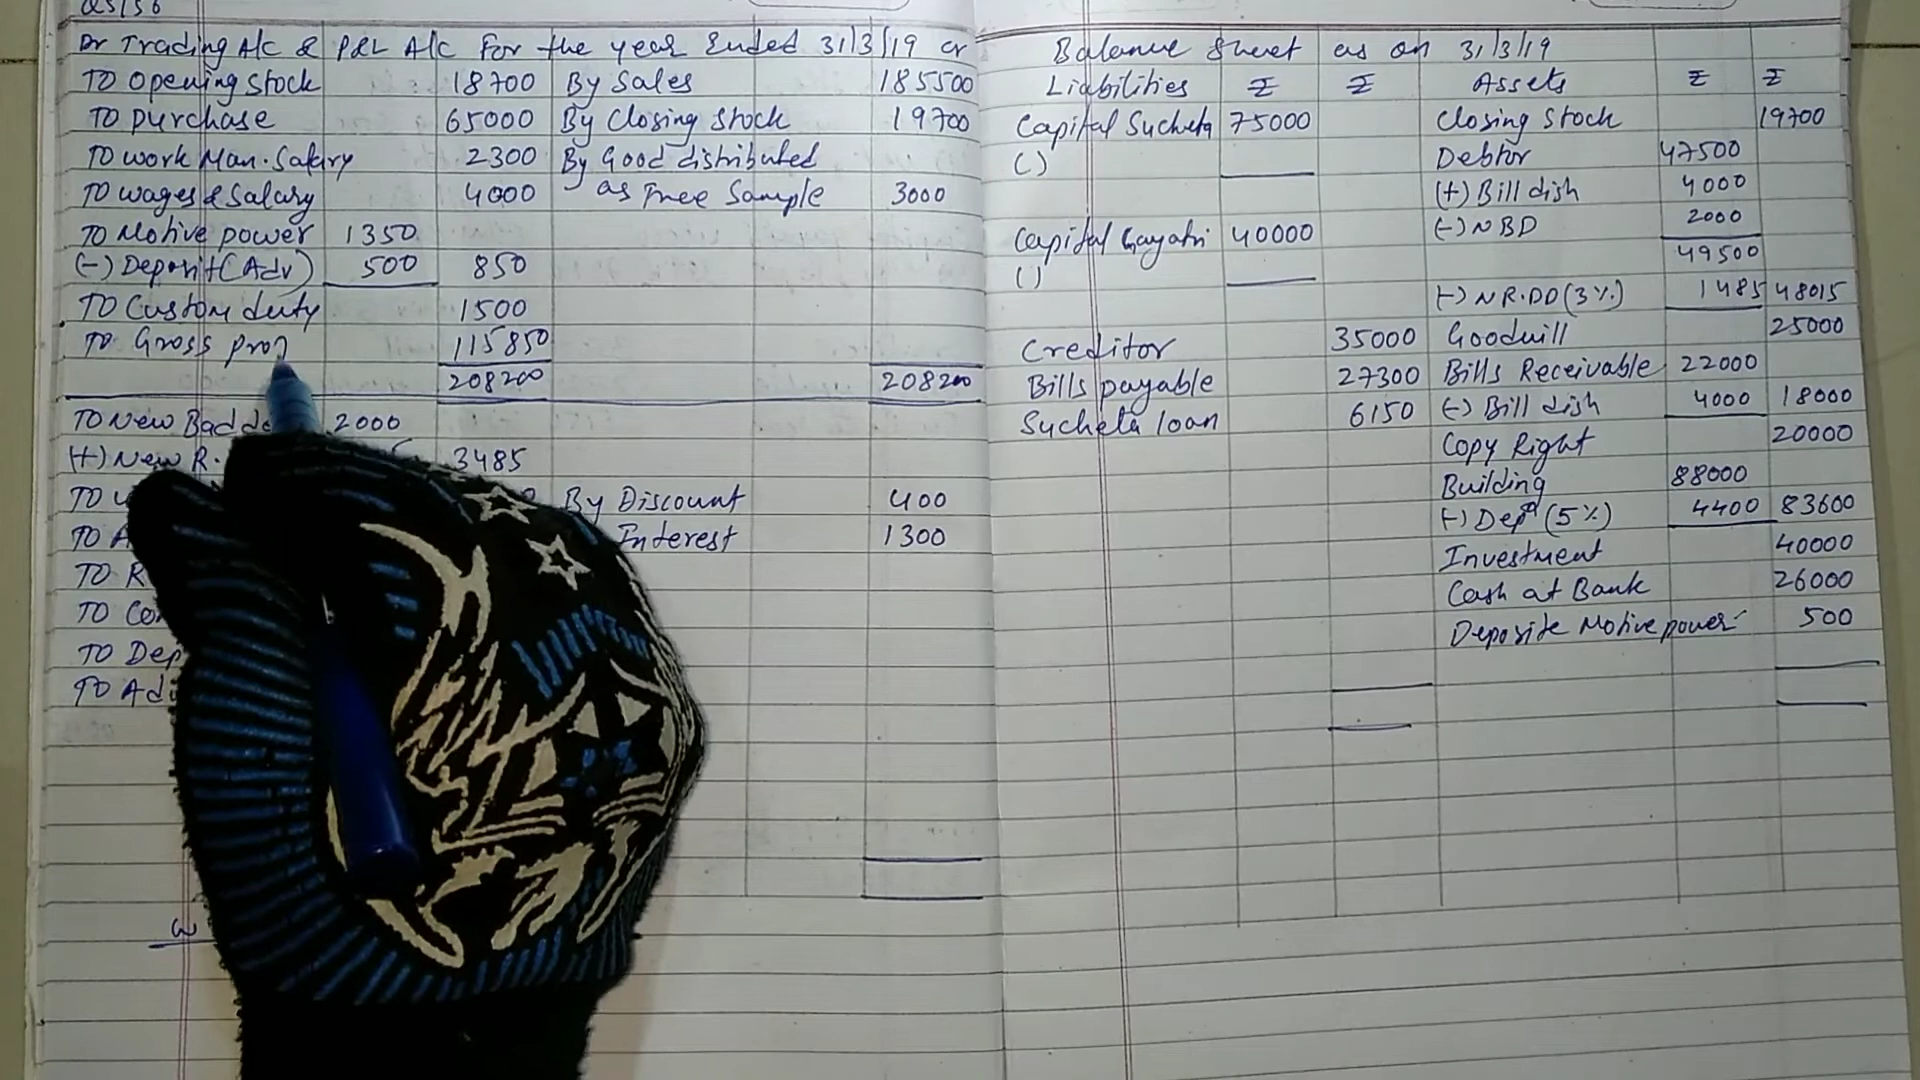 Q5/56
Dr Trading A/c & P&L A/c For the year Ended 31/3/19 cr
TO Opening Stock 18700 By Sales 185500
TO purchase 65000 By Closing Stock 19700
TO work Man. Salary 2300 By Good distributed
TO wages & Salary 4000 as Free Sample 3000
TO Motive power 1350
(-) Deposit (Adv) 500 850
TO Custom duty 1500
TO Gross prof 115850
208200 208200
TO New Bad de 2000
(+) New R. 3485
TO By Discount 400
TO A Interest 1300
TO R
TO Co
TO Dep
TO Ad
Balance Sheet as on 31/3/19
Liabilities ₹ ₹ Assets ₹ ₹
Capital Sucheta 75000 Closing Stock 19700
( ) Debtor 47500
(+) Bill dish 4000
Capital Gayatri 40000 (-) NBD 2000
( ) 49500
(-) N R.DD (3%) 1485 48015
Creditor 35000 Goodwill 25000
Bills payable 27300 Bills Receivable 22000
Sucheta loan 6150 (-) Bill dish 4000 18000
Copy Right 20000
Building 88000
(-) Depn (5%) 4400 83600
Investment 40000
Cash at Bank 26000
Deposite Motive power 500